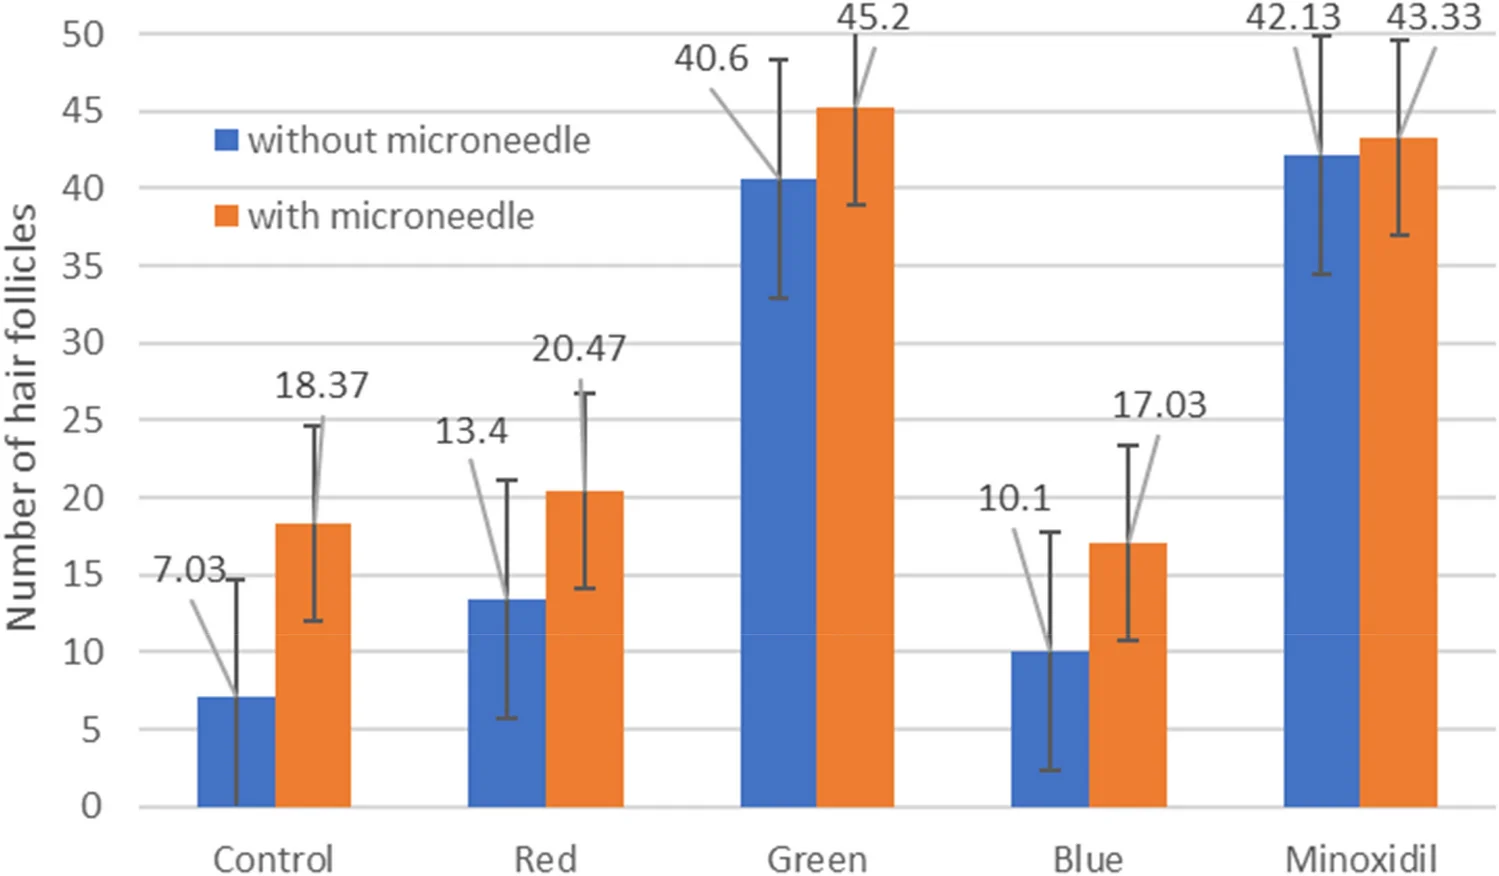 Number of hair follicles
50
45
40
35
30
25
20
15
10
5
0
without microneedle
with microneedle
7.03
18.37
13.4
20.47
40.6
45.2
10.1
17.03
42.13
43.33
Control
Red
Green
Blue
Minoxidil